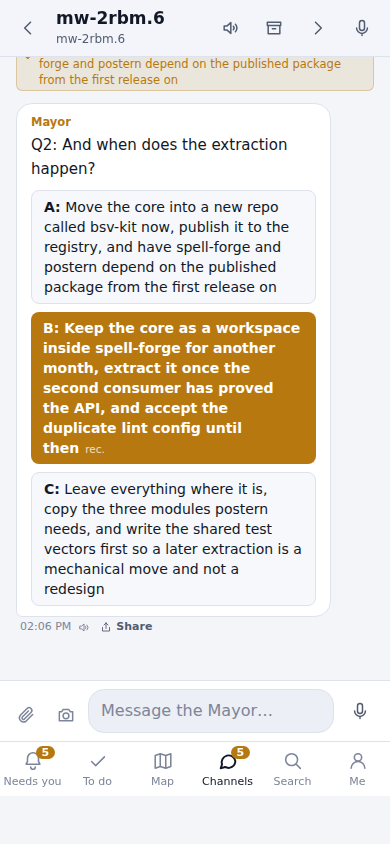 mw-2rbm.6
mw-2rbm.6
forge and postern depend on the published package
from the first release on
Mayor
Q2: And when does the extraction
happen?
A: Move the core into a new repo
called bsv-kit now, publish it to the
registry, and have spell-forge and
postern depend on the published
package from the first release on
B: Keep the core as a workspace
inside spell-forge for another
month, extract it once the
second consumer has proved
the API, and accept the
duplicate lint config until
then rec.
C: Leave everything where it is,
copy the three modules postern
needs, and write the shared test
vectors first so a later extraction is a
mechanical move and not a
redesign
02:06 PM Share
Message the Mayor...
5 5
Needs you To do Map Channels Search Me